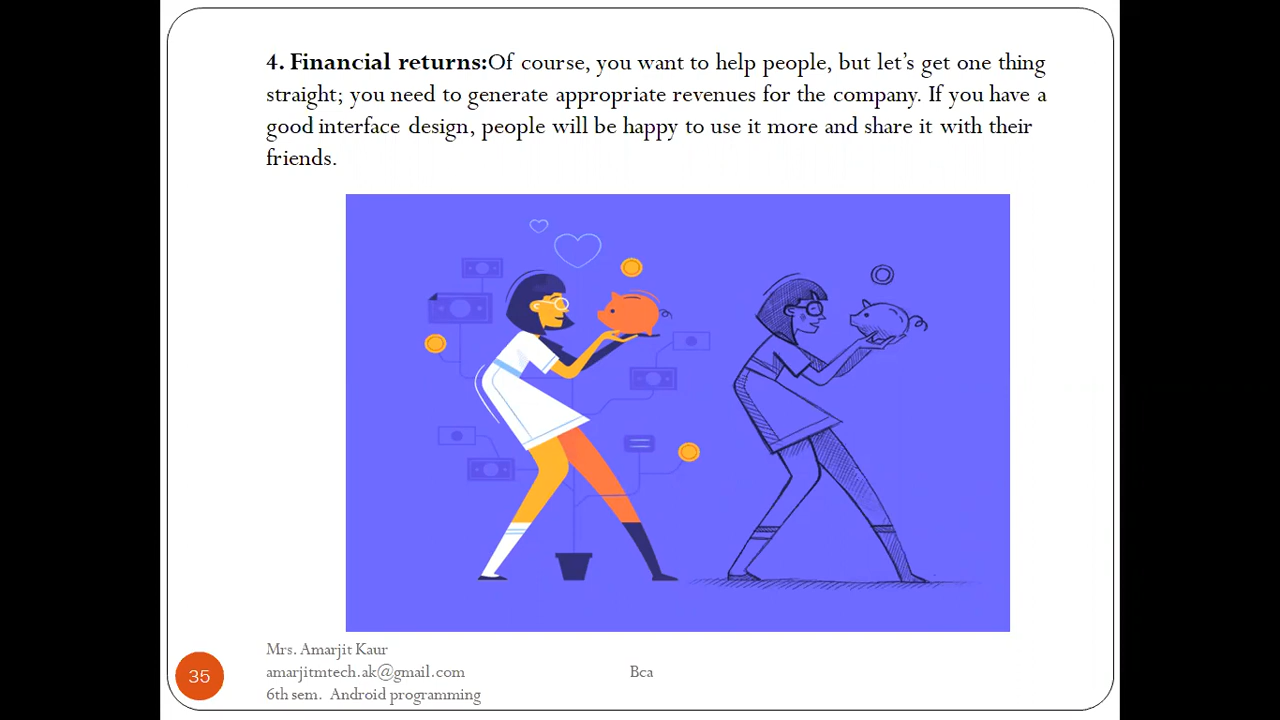 4. Financial returns:Of course, you want to help people, but let’s get one thing
straight; you need to generate appropriate revenues for the company. If you have a
good interface design, people will be happy to use it more and share it with their
friends.
Mrs. Amarjit Kaur
amarjitmtech.ak@gmail.com
6th sem.  Android programming
Bca
35